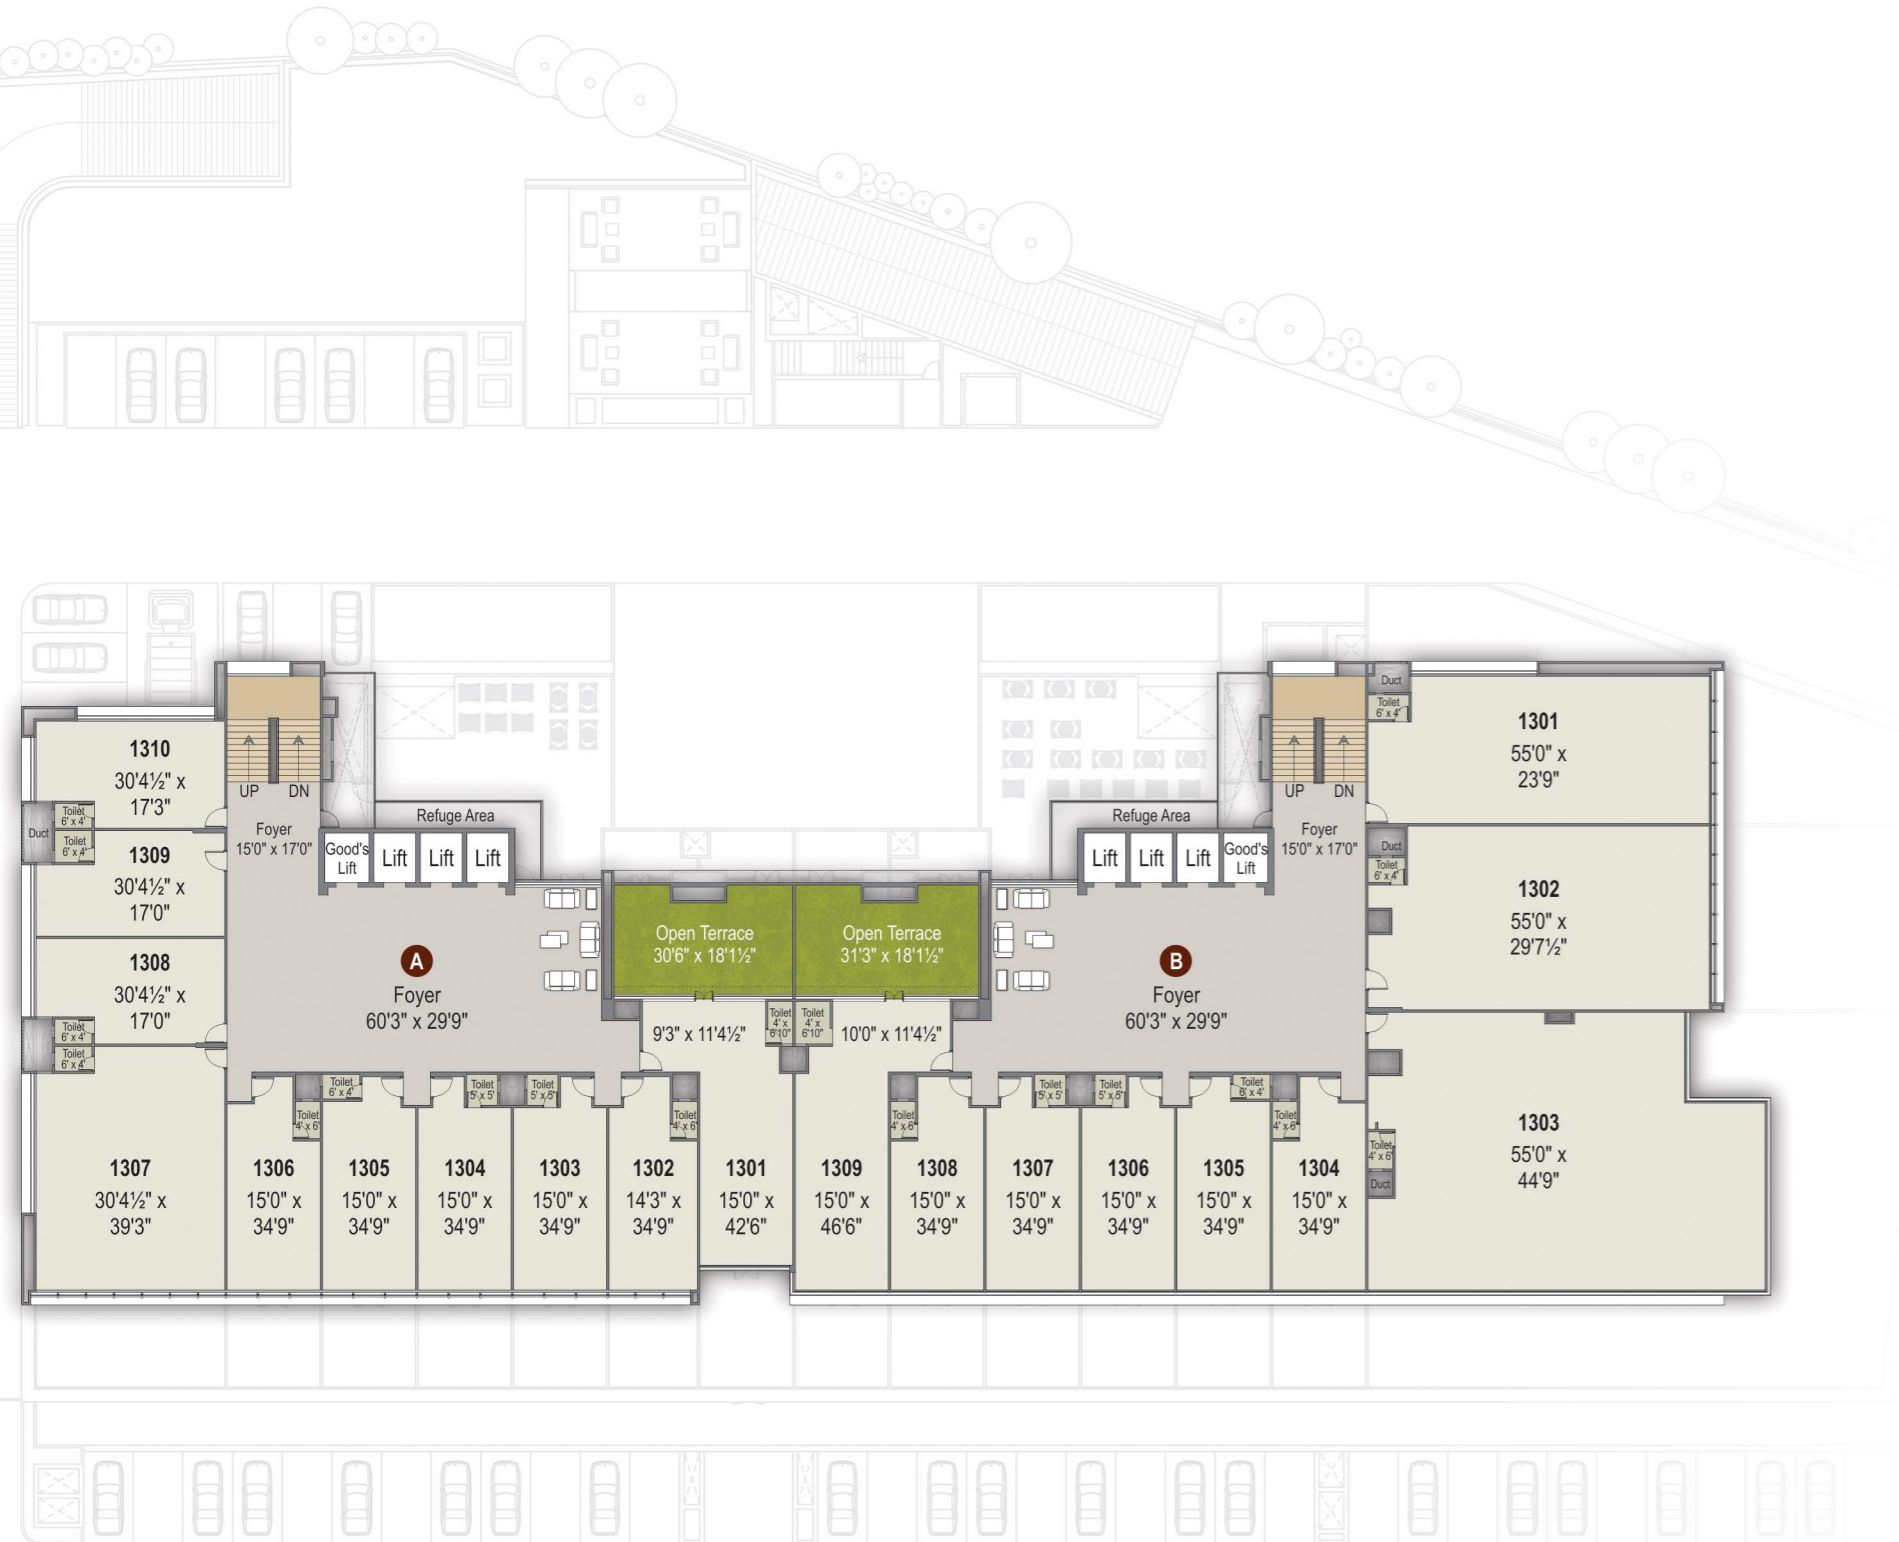 Duct
Toilet
6' x 4'
1301
55'0" x
23'9"
1310
30'4½" x
17'3"
UP
DN
UP
DN
Toilet
6' x 4'
Duct
Toilet
6' x 4'
Foyer
15'0" x 17'0"
Refuge Area
Refuge Area
Foyer
15'0" x 17'0"
Good's
Lift
Lift
Lift
Lift
Lift
Lift
Lift
Good's
Lift
Duct
Toilet
6' x 4'
1309
30'4½" x
17'0"
1302
55'0" x
29'7½"
Open Terrace
30'6" x 18'1½"
Open Terrace
31'3" x 18'1½"
1308
30'4½" x
17'0"
A
Foyer
60'3" x 29'9"
B
Foyer
60'3" x 29'9"
Toilet
6' x 4'
Toilet
6' x 4'
9'3" x 11'4½"
Toilet
4' x
6'10"
Toilet
4' x
6'10"
10'0" x 11'4½"
Toilet
6' x 4'
Toilet
5' x 5'
Toilet
5' x 5'
Toilet
5' x 5'
Toilet
5' x 5'
Toilet
6' x 4'
Toilet
4' x 6'
Toilet
4' x 6'
Toilet
4' x 6'
Toilet
4' x 6'
1303
55'0" x
44'9"
Toilet
4' x 6'
Duct
1307
30'4½" x
39'3"
1306
15'0" x
34'9"
1305
15'0" x
34'9"
1304
15'0" x
34'9"
1303
15'0" x
34'9"
1302
14'3" x
34'9"
1301
15'0" x
42'6"
1309
15'0" x
46'6"
1308
15'0" x
34'9"
1307
15'0" x
34'9"
1306
15'0" x
34'9"
1305
15'0" x
34'9"
1304
15'0" x
34'9"